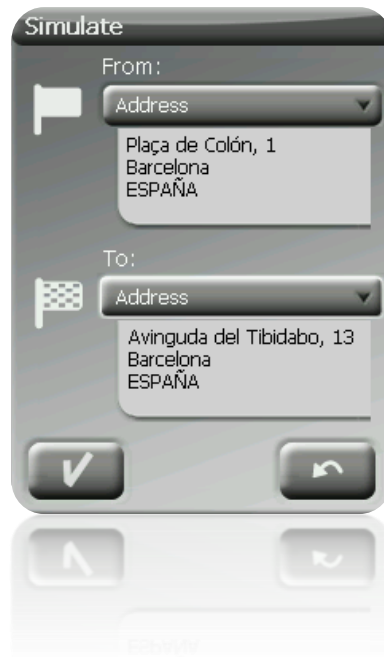 Simulate
From:
Address
Plaça de Colón, 1
Barcelona
ESPAÑA
To:
Address
Avinguda del Tibidabo, 13
Barcelona
ESPAÑA